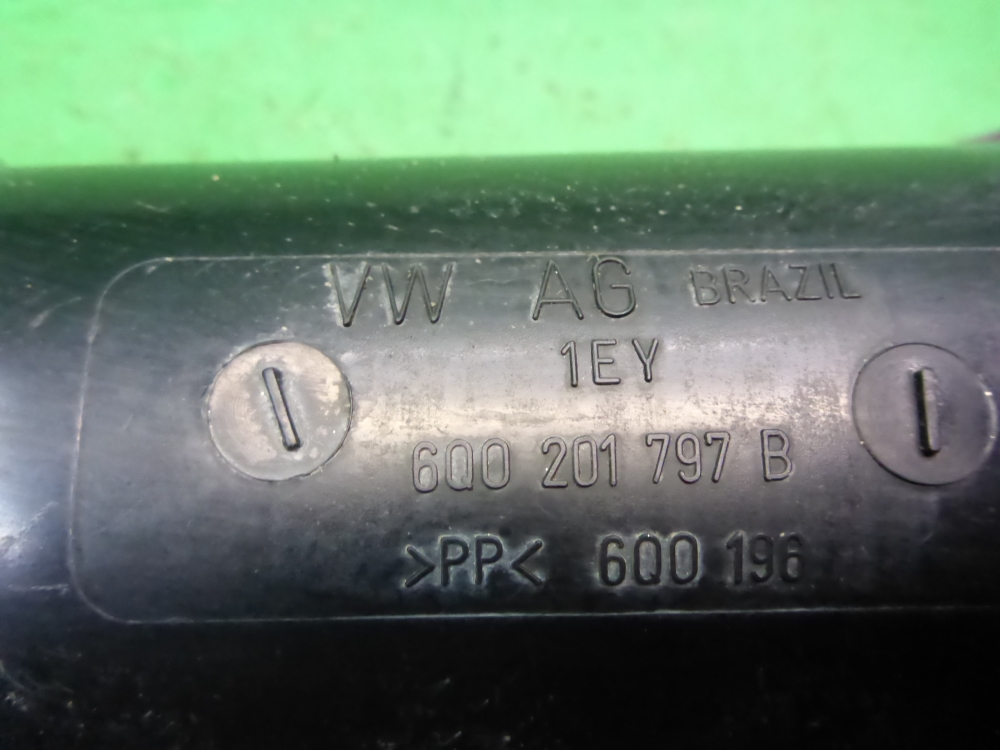 VW AG BRAZIL
1EY
6Q0 201 797 B
>PP< 6Q0 196